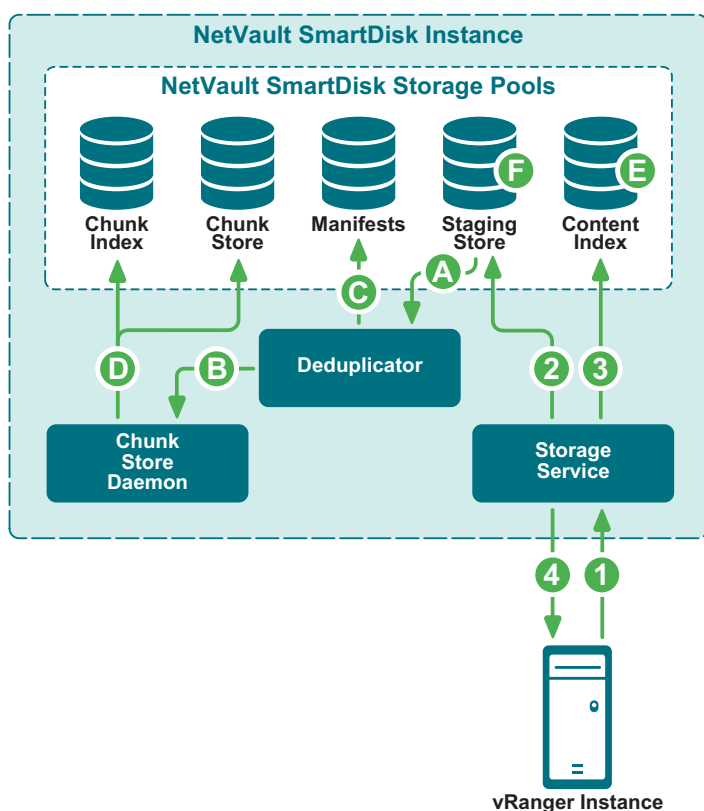 NetVault SmartDisk Instance
NetVault SmartDisk Storage Pools
F
E
Chunk
Index
Chunk
Store
Manifests
Staging
Store
Content
Index
A
C
D
B
2
3
Deduplicator
Chunk
Store
Daemon
Storage
Service
4
1
vRanger Instance